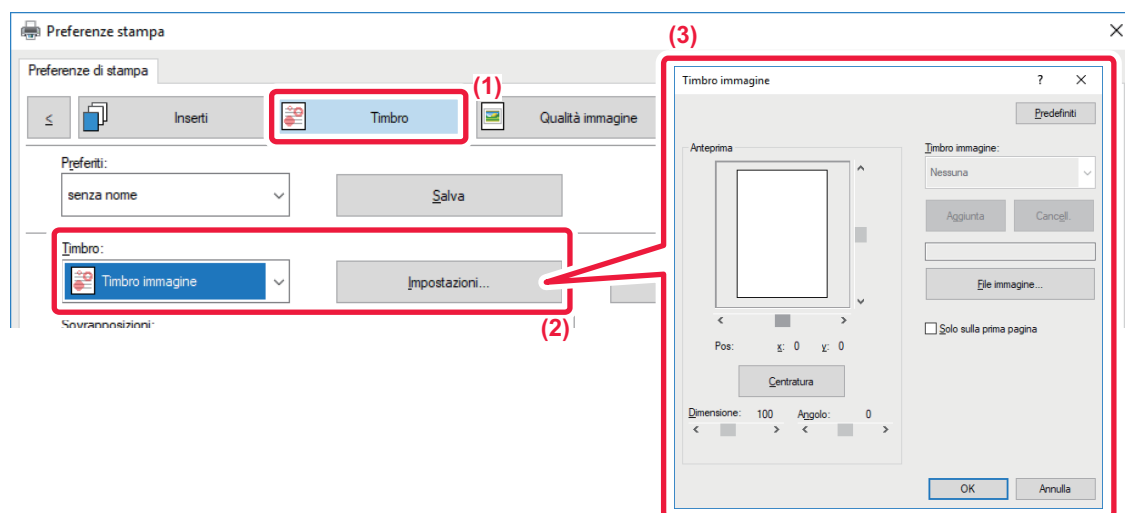 Preferenze stampa
Preferenze di stampa
(1)
< Inserti Timbro Qualità immagine
Preferiti:
senza nome Salva
Timbro:
Timbro immagine Impostazioni...
(2)
Sovrapposizioni:
(3)
Timbro immagine ? X
Predefiniti
Anteprima
Timbro immagine:
Nessuna
Aggiunta Cancell.
File immagine...
Solo sulla prima pagina
Pos: x: 0 y: 0
Centratura
Dimensione: 100 Angolo: 0
OK Annulla